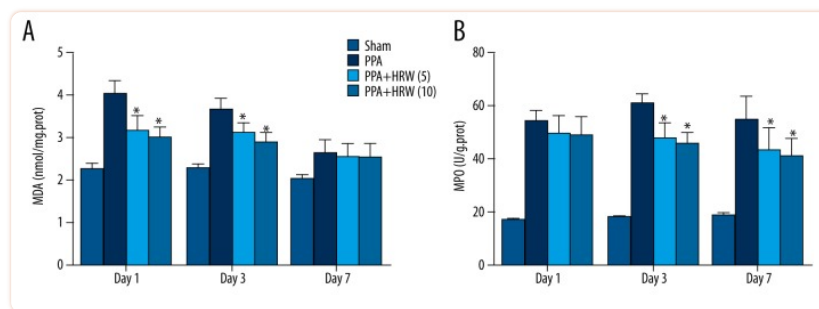 A
MDA (nmol/mg.prot)
5
4
3
2
1
0
*
*
*
*
Day 1
Day 3
Day 7
Sham
PPA
PPA+HRW (5)
PPA+HRW (10)
B
MPO (U/g.prot)
80
60
40
20
0
*
*
*
*
Day 1
Day 3
Day 7